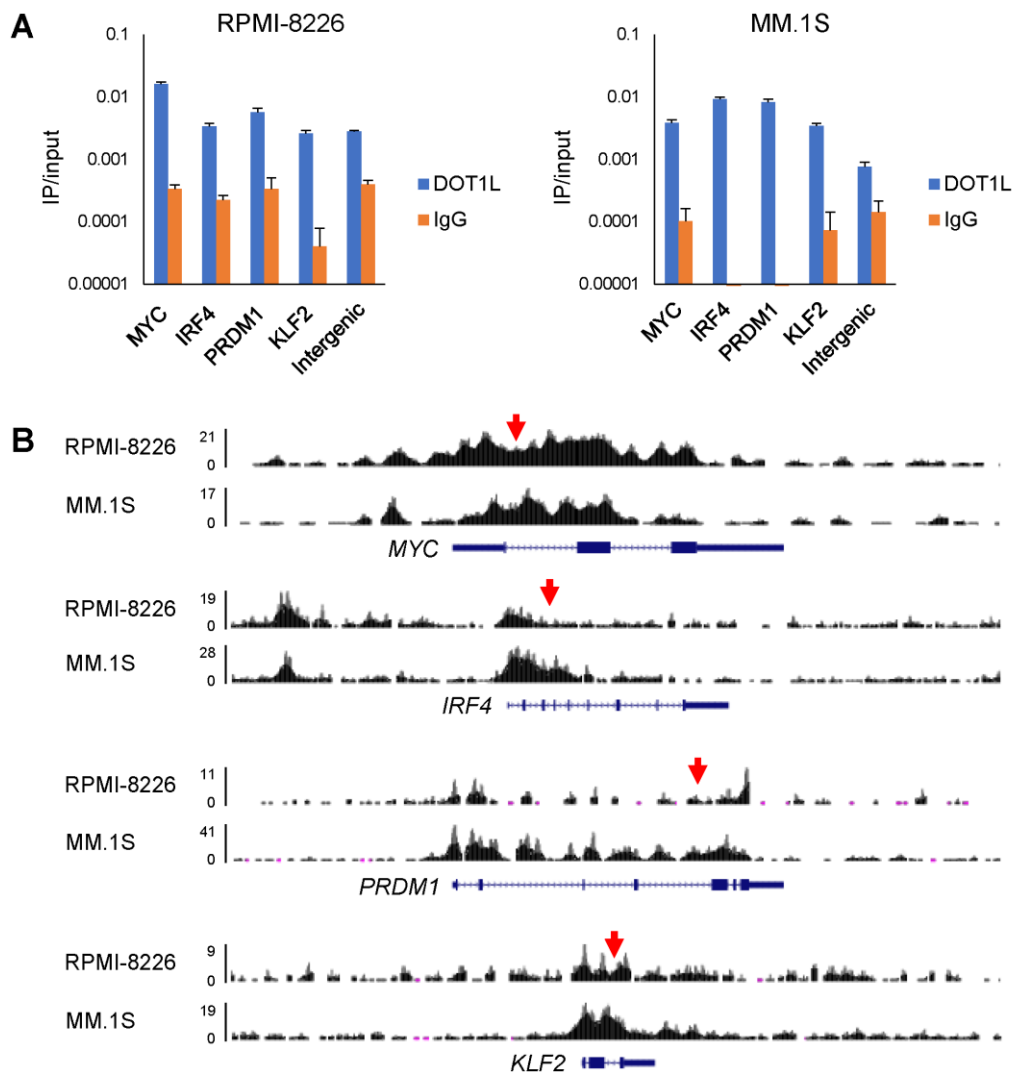 A
RPMI-8226
MM.1S
0.1
0.01
0.001
0.0001
0.00001
IP/input
DOT1L
IgG
MYC
IRF4
PRDM1
KLF2
Intergenic
0.1
0.01
0.001
0.0001
0.00001
IP/input
DOT1L
IgG
MYC
IRF4
PRDM1
KLF2
Intergenic
B
RPMI-8226 21
0
MM.1S 17
0
MYC
RPMI-8226 19
0
MM.1S 28
0
IRF4
RPMI-8226 11
0
MM.1S 41
0
PRDM1
RPMI-8226 9
0
MM.1S 19
0
KLF2